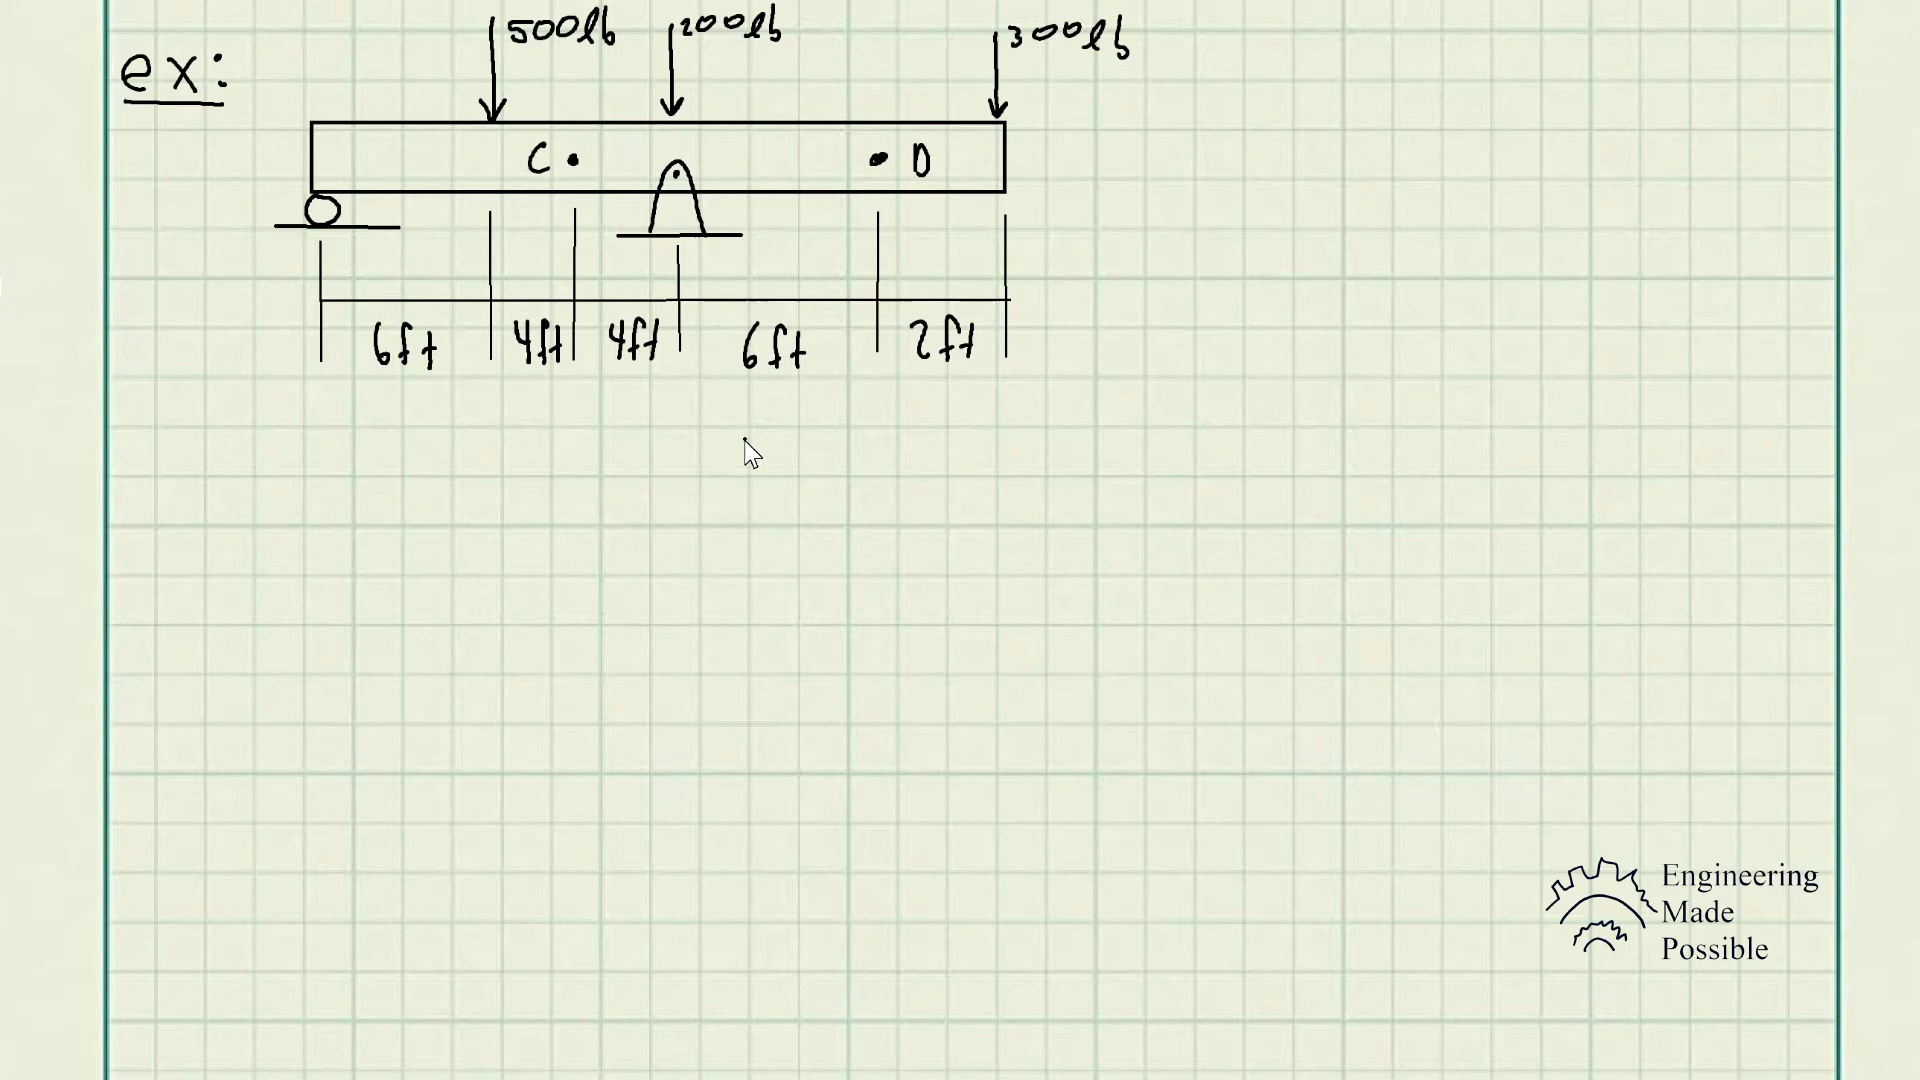 500lb 200lb 300lb
ex:
C D
6ft 4ft 4ft 6ft 2ft
Engineering
Made
Possible